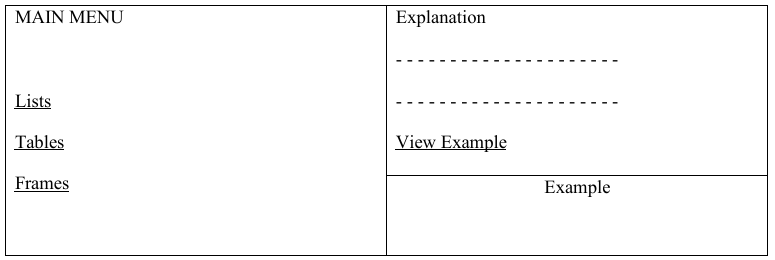 MAIN MENU
Lists
Tables
Frames
Explanation
- - - - - - - - - - - - - - - - - - - - - -
- - - - - - - - - - - - - - - - - - - - - -
View Example
Example